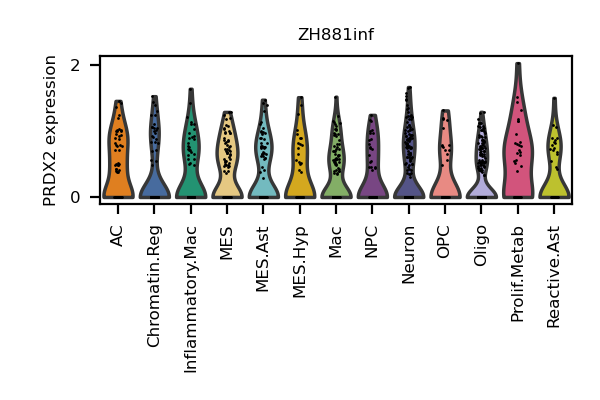 ZH881inf
PRDX2 expression
2
0
AC
Chromatin.Reg
Inflammatory.Mac
MES
MES.Ast
MES.Hyp
Mac
NPC
Neuron
OPC
Oligo
Prolif.Metab
Reactive.Ast